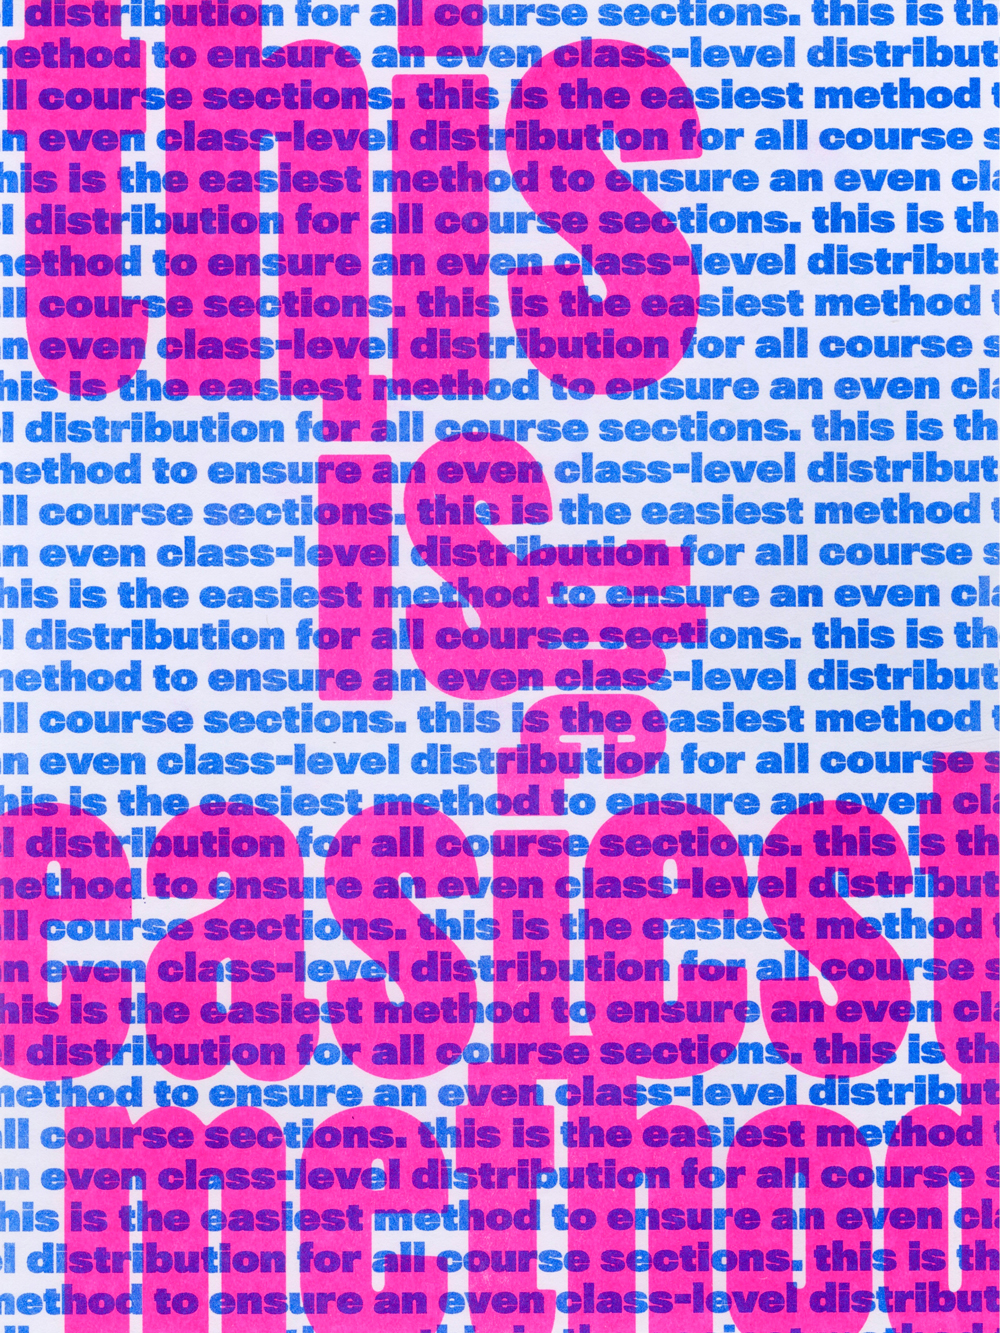 this
is
the
easiest
method
l distribution for all course sections. this is th
method to ensure an even class-level distribut
ll course sections. this is the easiest method t
n even class-level distribution for all course s
his is the easiest method to ensure an even cla
l distribution for all course sections. this is th
method to ensure an even class-level distribut
ll course sections. this is the easiest method t
n even class-level distribution for all course s
his is the easiest method to ensure an even cla
l distribution for all course sections. this is th
method to ensure an even class-level distribut
ll course sections. this is the easiest method t
n even class-level distribution for all course s
his is the easiest method to ensure an even cla
l distribution for all course sections. this is th
method to ensure an even class-level distribut
ll course sections. this is the easiest method t
n even class-level distribution for all course s
his is the easiest method to ensure an even cla
l distribution for all course sections. this is th
method to ensure an even class-level distribut
ll course sections. this is the easiest method t
n even class-level distribution for all course s
his is the easiest method to ensure an even cla
l distribution for all course sections. this is th
method to ensure an even class-level distribut
ll course sections. this is the easiest method t
n even class-level distribution for all course s
his is the easiest method to ensure an even cla
l distribution for all course sections. this is th
method to ensure an even class-level distribut